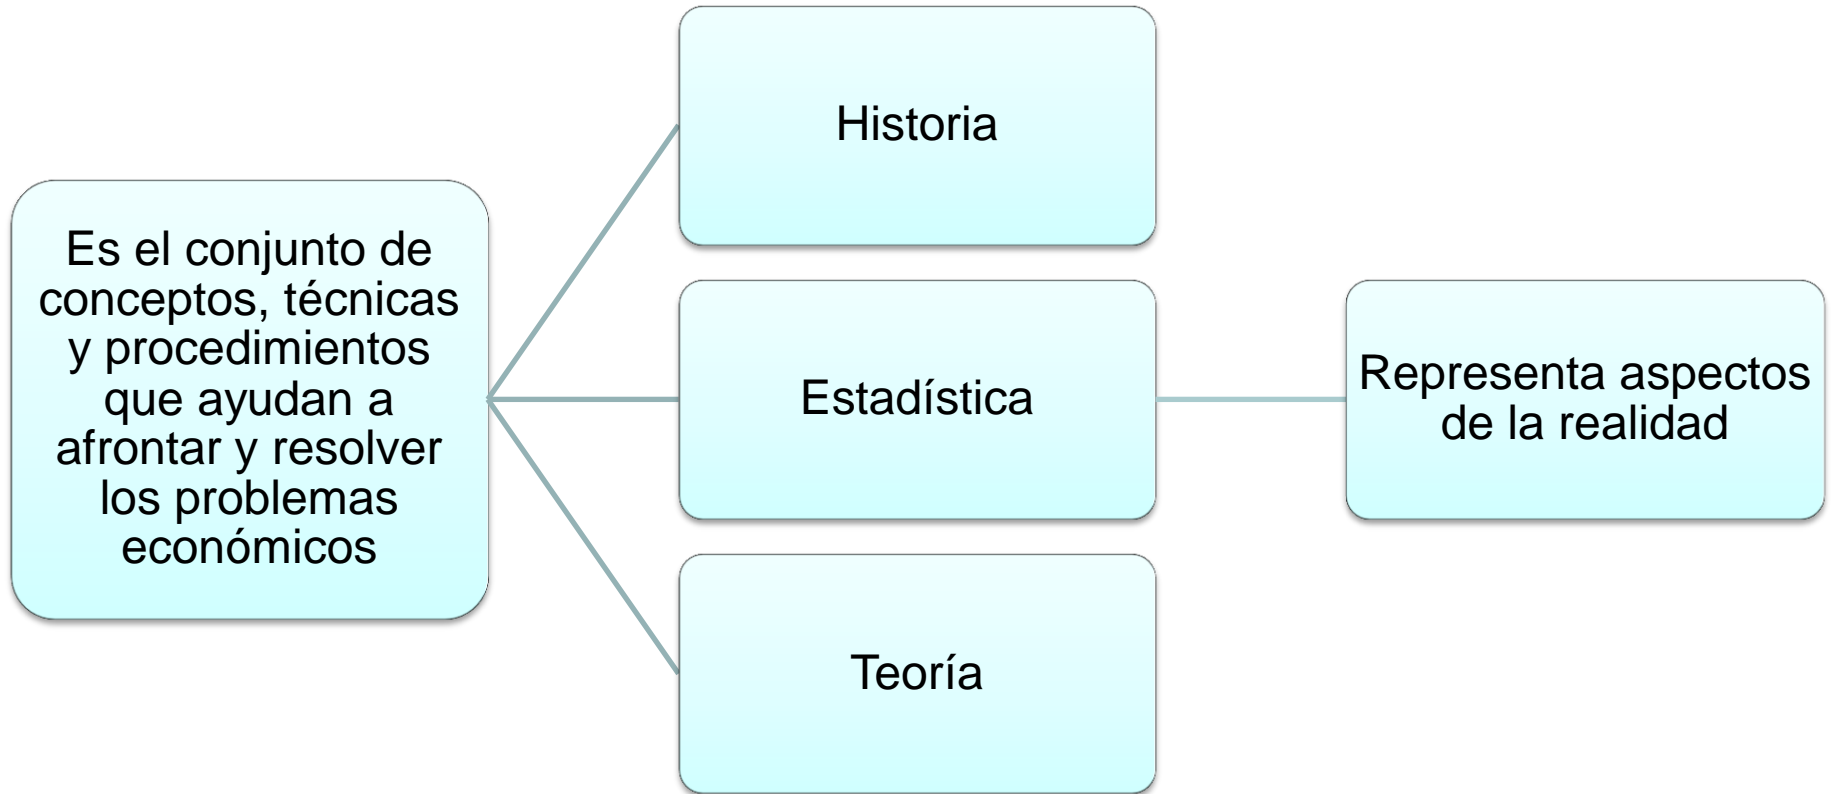 Es el conjunto de
conceptos, técnicas
y procedimientos
que ayudan a
afrontar y resolver
los problemas
económicos
Historia
Estadística
Teoría
Representa aspectos
de la realidad